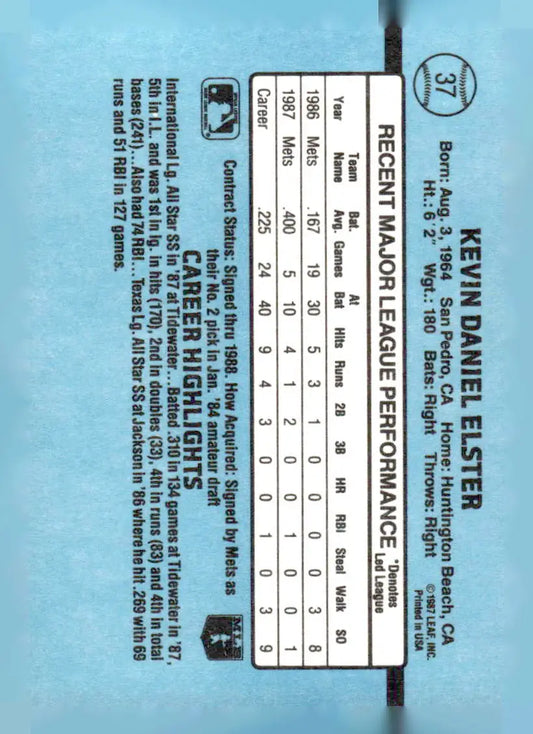 37
KEVIN DANIEL ELSTER
Born: Aug. 3, 1964 San Pedro, CA Home: Huntington Beach, CA
Ht.: 6' 2" Wgt.: 180 Bats: Right Throws: Right
©1987 LEAF, INC.
Printed in USA
RECENT MAJOR LEAGUE PERFORMANCE
*Denotes
Led League
Year Team Name Bat. Avg. Games At Bat Hits Runs 2B 3B HR RBI Steal Walk SO
1986 Mets .167 19 30 5 3 1 0 0 0 0 3 8
1987 Mets .400 5 10 4 1 2 0 0 1 0 0 1
Career .225 24 40 9 4 3 0 0 1 0 3 9
Contract Status: Signed thru 1988. How Acquired: Signed by Mets as
their No. 2 pick in Jan. '84 amateur draft
CAREER HIGHLIGHTS
International Lg. All Star SS in '87 at Tidewater... Batted .310 in 134 games at Tidewater in '87,
5th in I.L. and was 1st in lg. in hits (170), 2nd in doubles (33), 4th in runs (83) and 4th in total
bases (241)... Also had 74 RBI... Texas Lg. All Star SS at Jackson in '86 where he hit .269 with 69
runs and 51 RBI in 127 games.